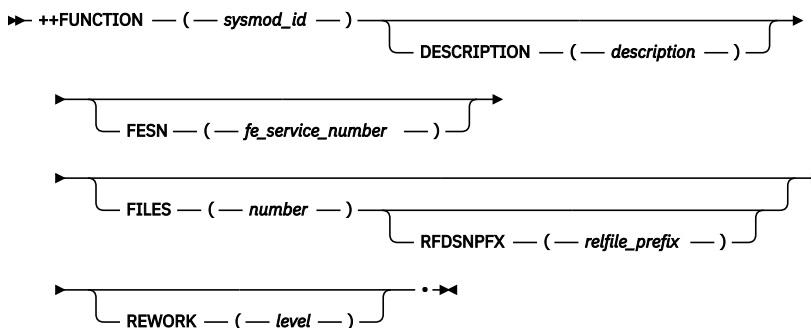 ++FUNCTION ( sysmod_id )
DESCRIPTION ( description )
FESN ( fe_service_number )
FILES ( number )
RFDSNPFX ( relfile_prefix )
REWORK ( level ) .